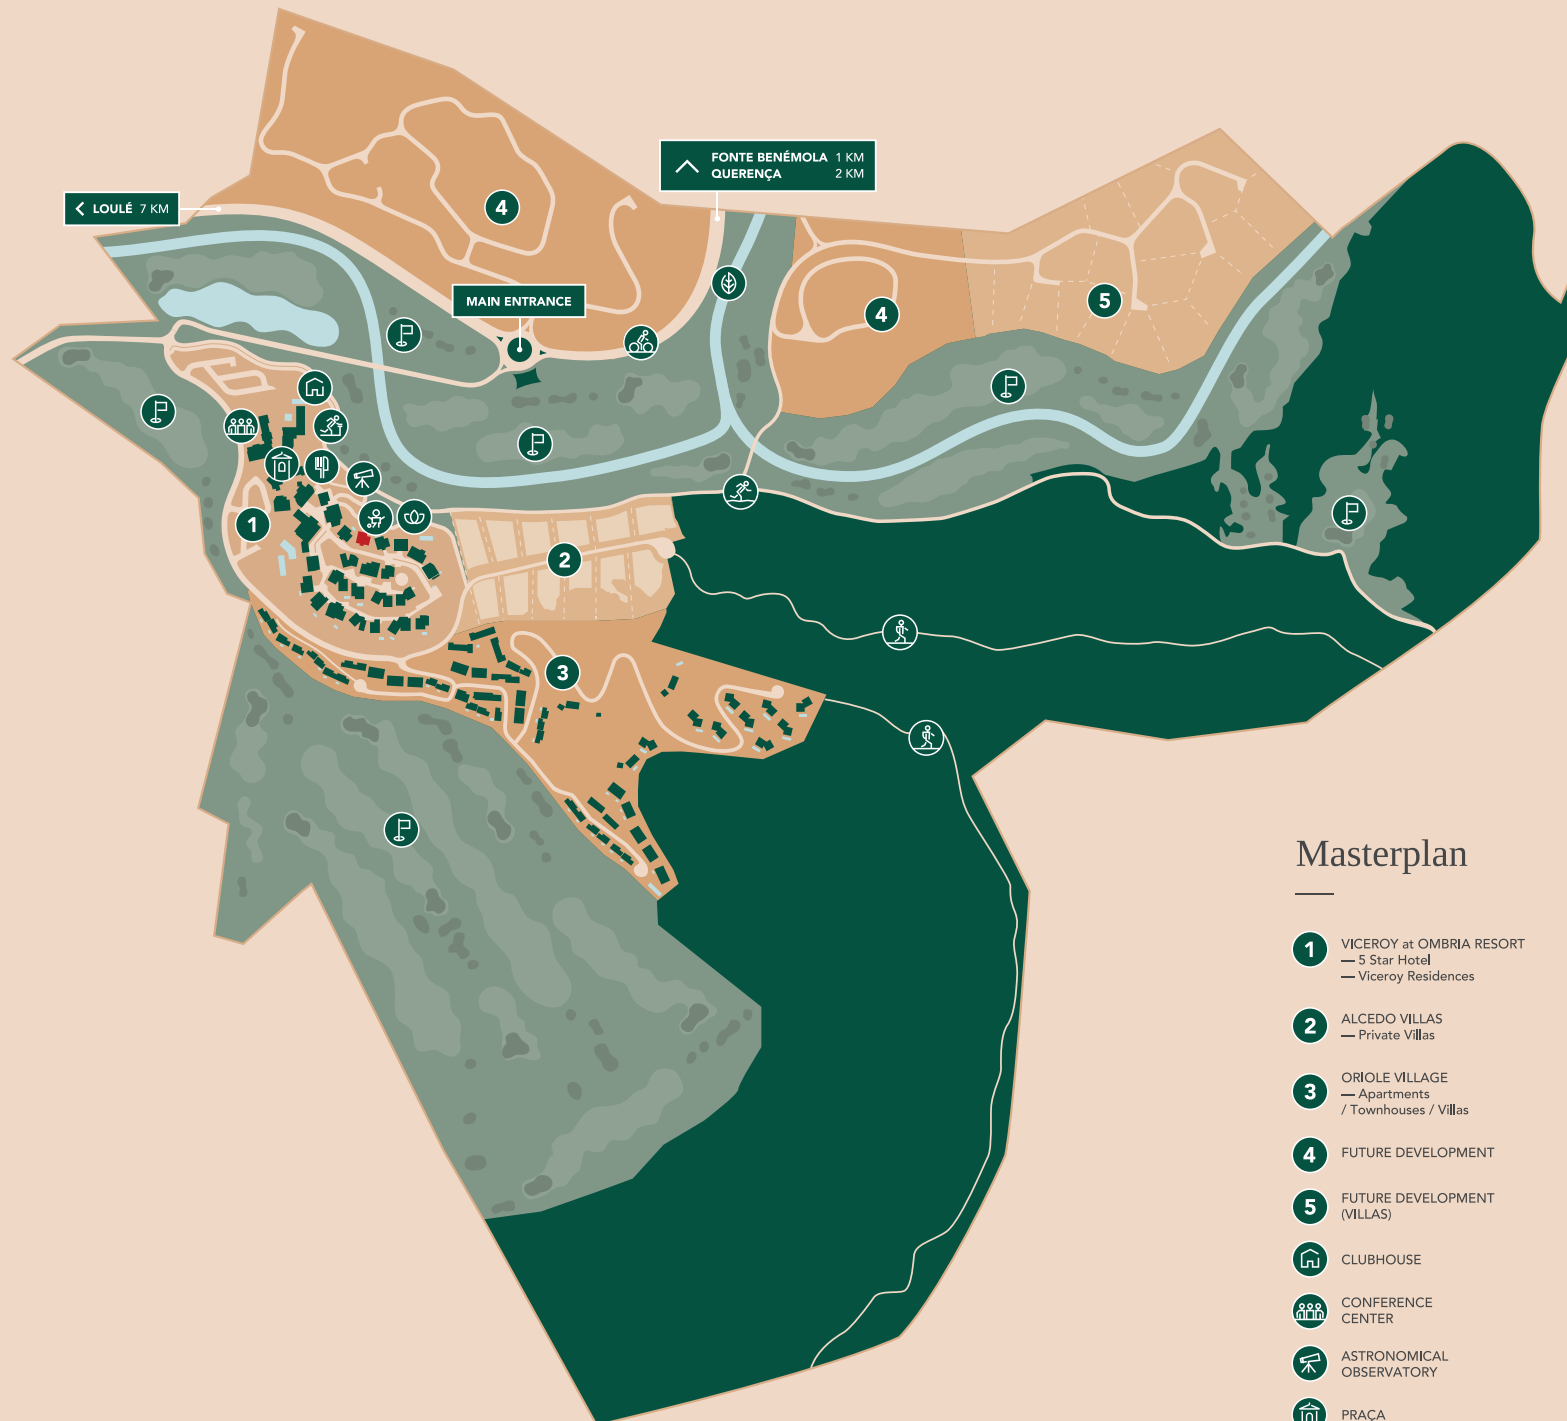 FONTE BENÉMOLA 1 KM
QUERENÇA 2 KM
LOULÉ 7 KM
4
MAIN ENTRANCE
4
5
1
2
3
Masterplan
1 VICEROY at OMBRIA RESORT
— 5 Star Hotel
— Viceroy Residences
2 ALCEDO VILLAS
— Private Villas
3 ORIOLE VILLAGE
— Apartments
/ Townhouses / Villas
4 FUTURE DEVELOPMENT
5 FUTURE DEVELOPMENT
(VILLAS)
CLUBHOUSE
CONFERENCE
CENTER
ASTRONOMICAL
OBSERVATORY
PRAÇA